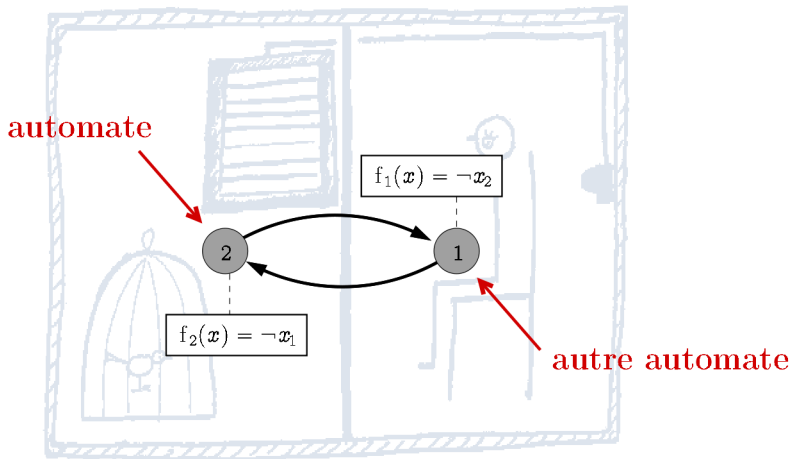 automate
f₁(x) = ¬x₂
2
1
f₂(x) = ¬x₁
autre automate